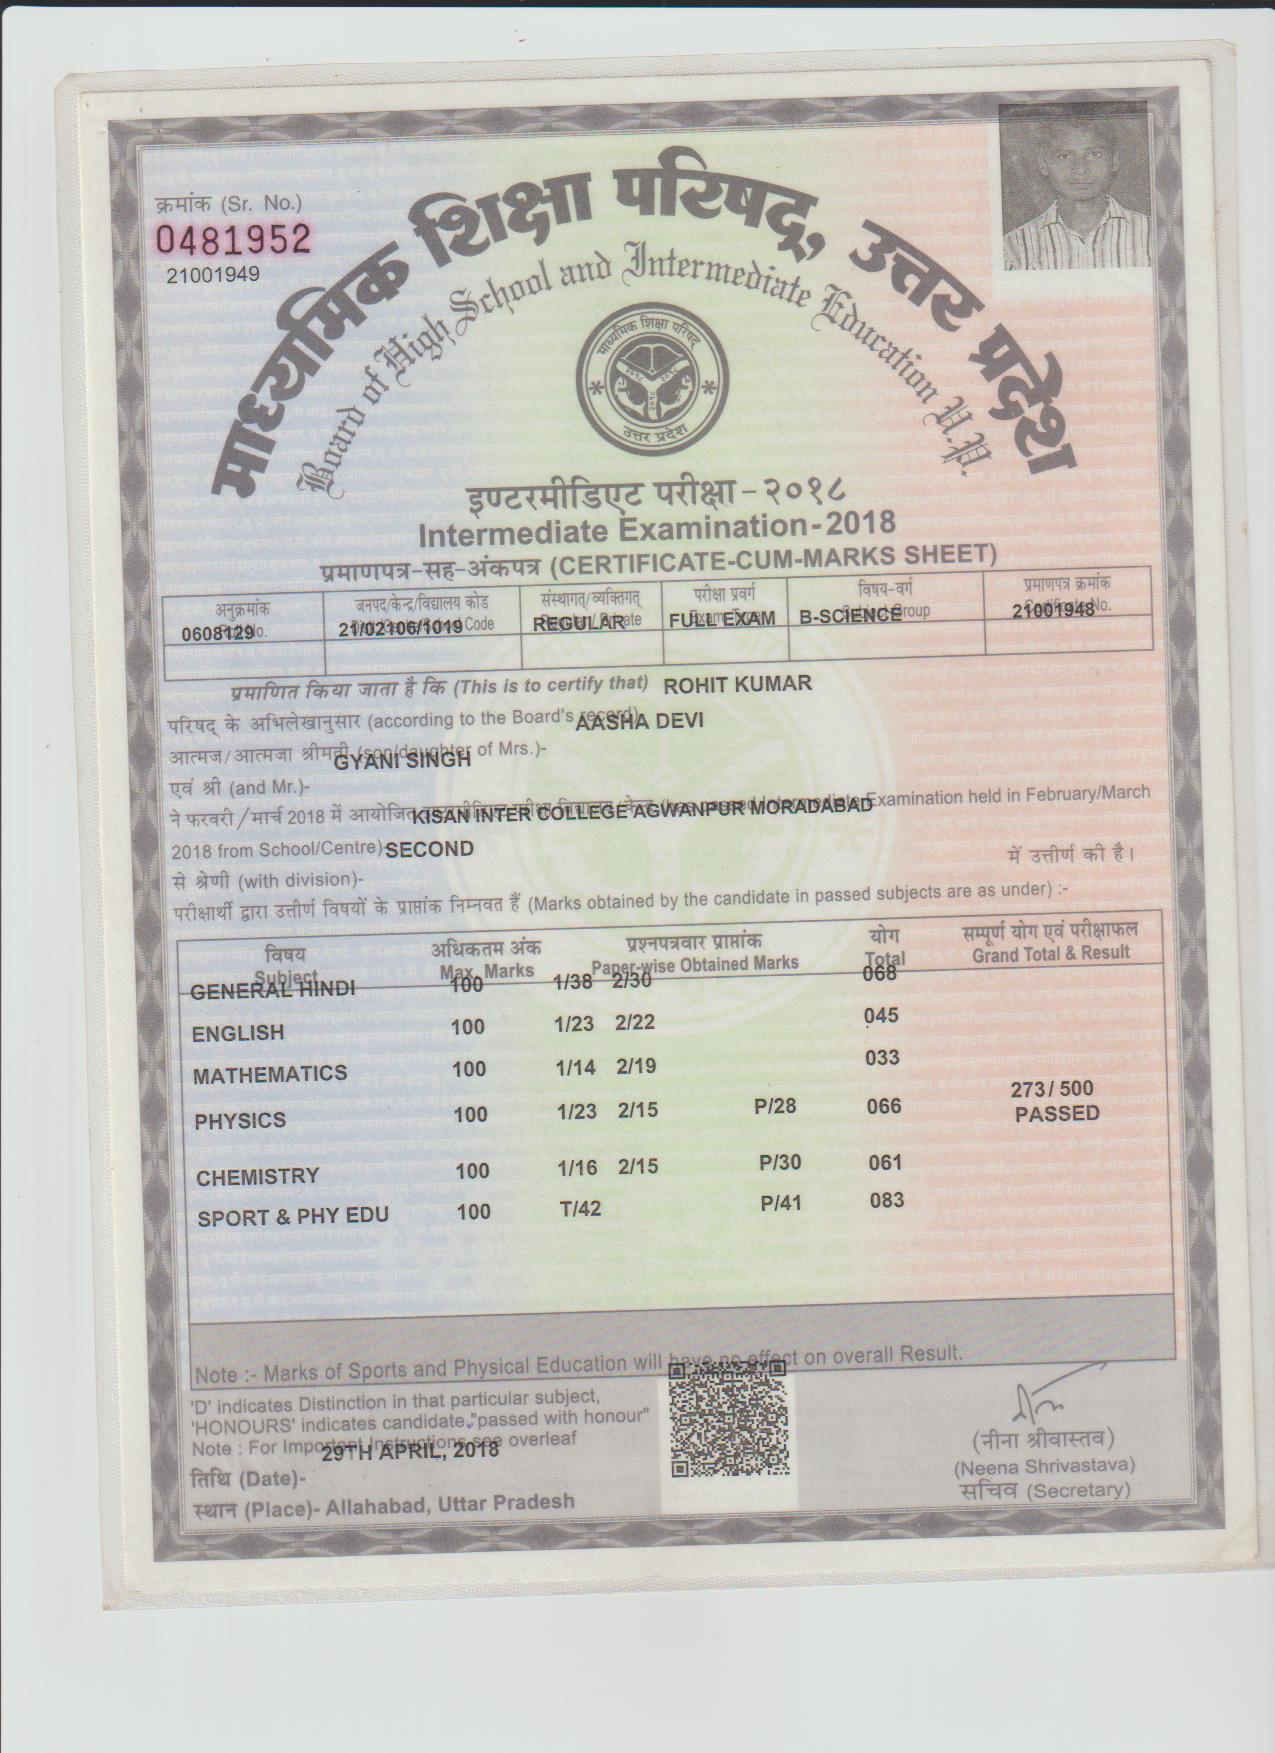 क्रमांक (Sr. No.)
0481952
21001949
माध्यमिक शिक्षा परिषद्, उत्तर प्रदेश
Board of High School and Intermediate Education U.P.
माध्यमिक शिक्षा परिषद्
उत्तर प्रदेश
इण्टरमीडिएट परीक्षा-२०१८
Intermediate Examination-2018
प्रमाणपत्र-सह-अंकपत्र (CERTIFICATE-CUM-MARKS SHEET)
अनुक्रमांक जनपद/केन्द्र/विद्यालय कोड संस्थागत्/व्यक्तिगत् परीक्षा प्रवर्ग विषय-वर्ग प्रमाणपत्र क्रमांक
0608129 21/02106/1019 REGULAR FULL EXAM B-SCIENCE 21001948
प्रमाणित किया जाता है कि (This is to certify that) ROHIT KUMAR
परिषद् के अभिलेखानुसार (according to the Board's record)
AASHA DEVI
आत्मज/आत्मजा श्रीमती (son/daughter of Mrs.)-
GYANI SINGH
एवं श्री (and Mr.)-
ने फरवरी/मार्च 2018 में आयोजित Intermediate Examination held in February/March
KISAN INTER COLLEGE AGWANPUR MORADABAD
2018 from School/Centre)- SECOND
से श्रेणी (with division)- में उत्तीर्ण की है।
परीक्षार्थी द्वारा उत्तीर्ण विषयों के प्राप्तांक निम्नवत हैं (Marks obtained by the candidate in passed subjects are as under) :-
विषय अधिकतम अंक प्रश्नपत्रवार प्राप्तांक योग सम्पूर्ण योग एवं परीक्षाफल
Subject Max. Marks Paper-wise Obtained Marks Total Grand Total & Result
GENERAL HINDI 100 1/38 2/30 068
ENGLISH 100 1/23 2/22 045
MATHEMATICS 100 1/14 2/19 033
PHYSICS 100 1/23 2/15 P/28 066 273/ 500
PASSED
CHEMISTRY 100 1/16 2/15 P/30 061
SPORT & PHY EDU 100 T/42 P/41 083
Note :- Marks of Sports and Physical Education will have no effect on overall Result.
'D' indicates Distinction in that particular subject,
'HONOURS' indicates candidate "passed with honour"
Note : For Important Instructions see overleaf
29TH APRIL, 2018
तिथि (Date)-
स्थान (Place)- Allahabad, Uttar Pradesh
(नीना श्रीवास्तव)
(Neena Shrivastava)
सचिव (Secretary)